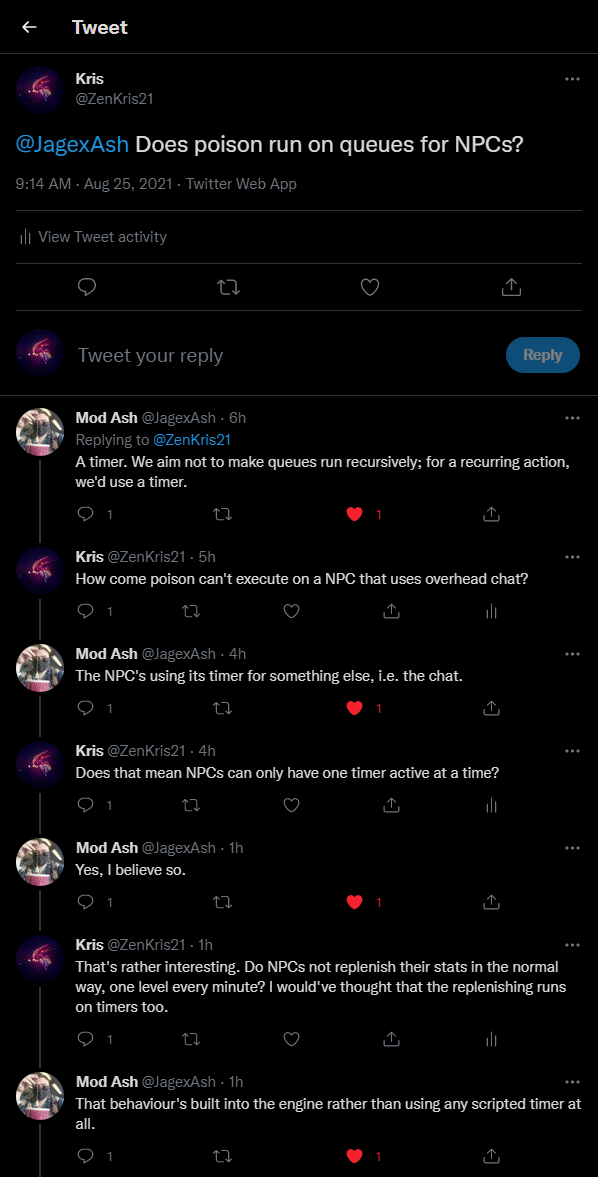 Tweet
Kris
@ZenKris21
@JagexAsh Does poison run on queues for NPCs?
9:14 AM · Aug 25, 2021 · Twitter Web App
View Tweet activity
Tweet your reply
Reply
Mod Ash @JagexAsh · 6h
Replying to @ZenKris21
A timer. We aim not to make queues run recursively; for a recurring action,
we'd use a timer.
1 1
Kris @ZenKris21 · 5h
How come poison can't execute on a NPC that uses overhead chat?
1
Mod Ash @JagexAsh · 4h
The NPC's using its timer for something else, i.e. the chat.
1 1
Kris @ZenKris21 · 4h
Does that mean NPCs can only have one timer active at a time?
1
Mod Ash @JagexAsh · 1h
Yes, I believe so.
1 1
Kris @ZenKris21 · 1h
That's rather interesting. Do NPCs not replenish their stats in the normal
way, one level every minute? I would've thought that the replenishing runs
on timers too.
1
Mod Ash @JagexAsh · 1h
That behaviour's built into the engine rather than using any scripted timer at
all.
1 1